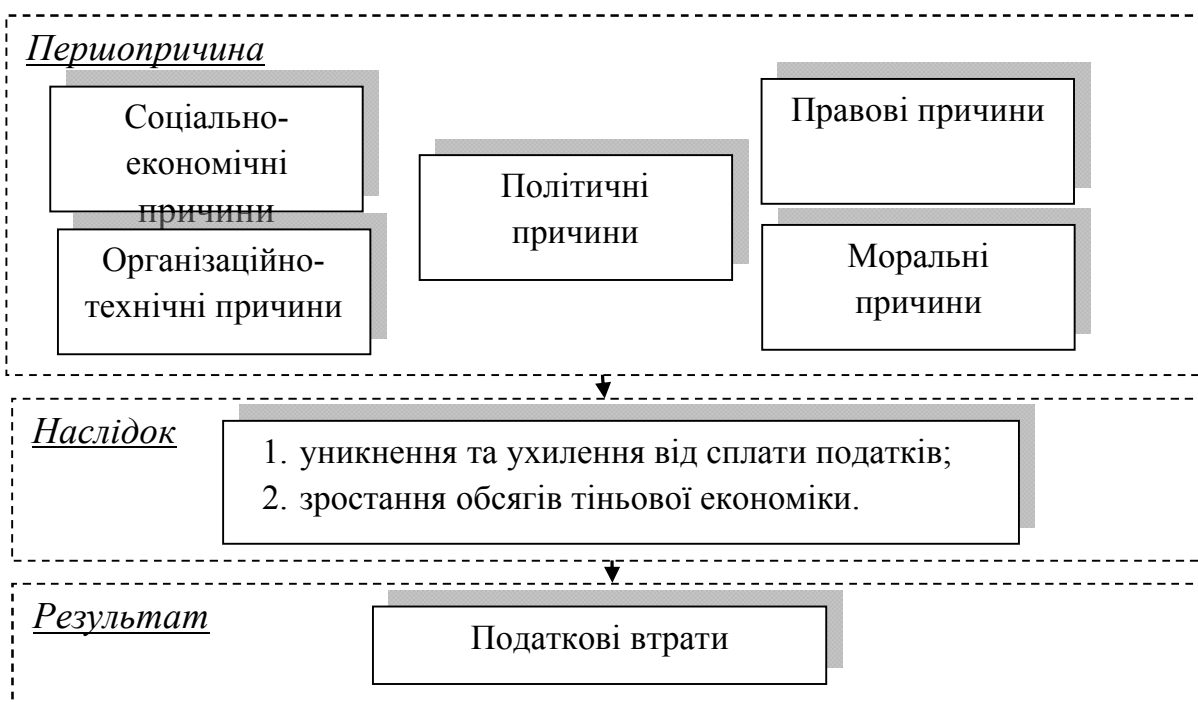 Першопричина
Соціально-
економічні
причини
Організаційно-
технічні причини
Політичні
причини
Правові причини
Моральні
причини
Наслідок
1. уникнення та ухилення від сплати податків;
2. зростання обсягів тіньової економіки.
Результат
Податкові втрати